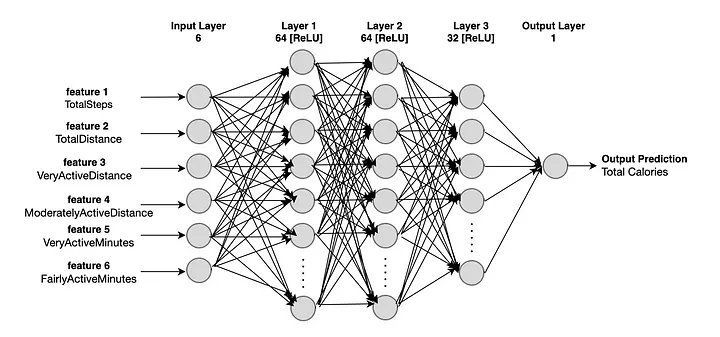 Input Layer
6
Layer 1
64 [ReLU]
Layer 2
64 [ReLU]
Layer 3
32 [ReLU]
Output Layer
1
feature 1
TotalSteps
feature 2
TotalDistance
feature 3
VeryActiveDistance
feature 4
ModeratelyActiveDistance
feature 5
VeryActiveMinutes
feature 6
FairlyActiveMinutes
Output Prediction
Total Calories